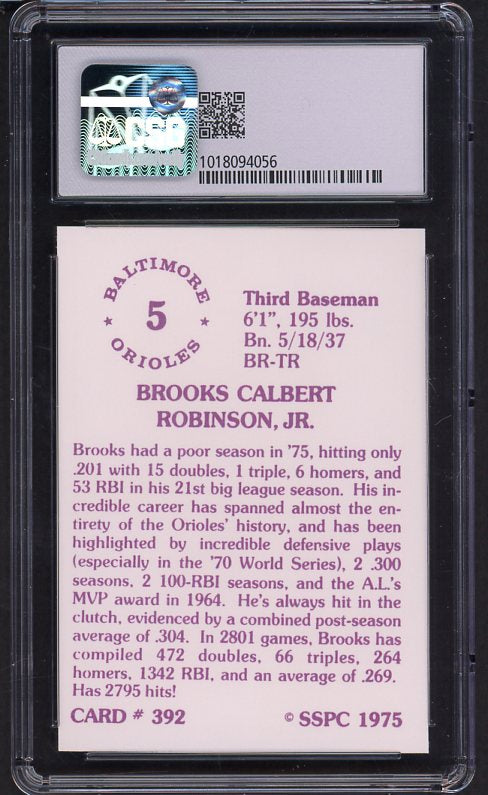 CSG
1018094056
BALTIMORE
5
ORIOLES
Third Baseman
6'1", 195 lbs.
Bn. 5/18/37
BR-TR
BROOKS CALBERT
ROBINSON, JR.
Brooks had a poor season in '75, hitting only
.201 with 15 doubles, 1 triple, 6 homers, and
53 RBI in his 21st big league season. His in-
credible career has spanned almost the en-
tirety of the Orioles' history, and has been
highlighted by incredible defensive plays
(especially in the '70 World Series), 2 .300
seasons, 2 100-RBI seasons, and the A.L.'s
MVP award in 1964. He's always hit in the
clutch, evidenced by a combined post-season
average of .304. In 2801 games, Brooks has
compiled 472 doubles, 66 triples, 264
homers, 1342 RBI, and an average of .269.
Has 2795 hits!
CARD # 392 © SSPC 1975